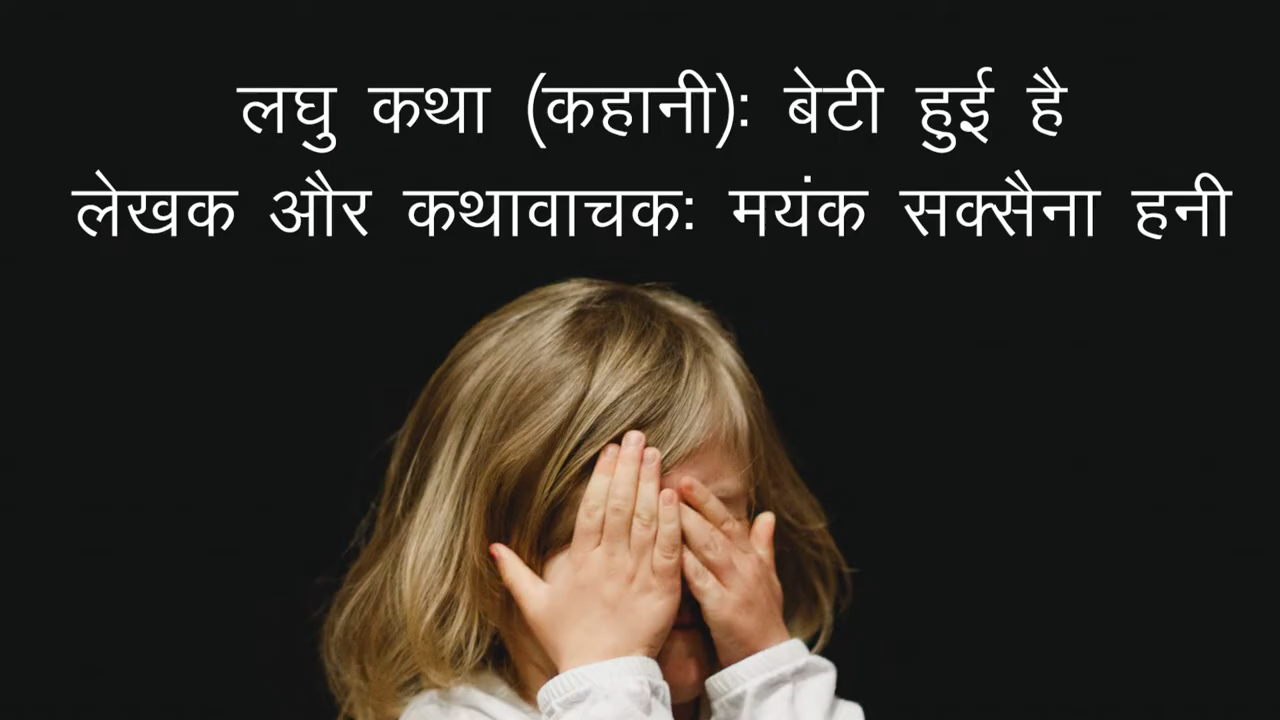 लघु कथा (कहानी): बेटी हुई है
लेखक और कथावाचक: मयंक सक्सैना हनी